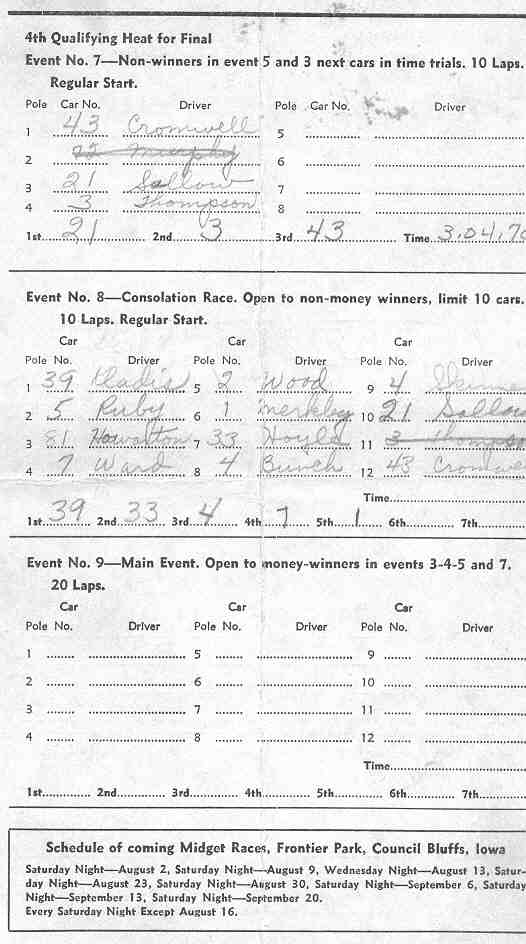 4th Qualifying Heat for Final
Event No. 7—Non-winners in event 5 and 3 next cars in time trials. 10 Laps.
Regular Start.
Pole Car No. Driver Pole Car No. Driver
1 43 Cromwell 5
2 22 Murphy 6
3 21 Sallow 7
4 3 Thompson 8
1st 21 2nd 3 3rd 43 Time 3.04.70
Event No. 8—Consolation Race. Open to non-money winners, limit 10 cars.
10 Laps. Regular Start.
Car Car Car
Pole No. Driver Pole No. Driver Pole No. Driver
1 39 Kladis 5 2 Wood 9 4 Skinne
2 5 Ruby 6 1 Merkley 10 21 Sallow
3 81 7 33 Hoyle 11 3 Thompso
4 7 Ward 8 4 Bunch 12 43 Cromwe
Time
1st 39 2nd 33 3rd 4 4th 7 5th 1 6th 7th
Event No. 9—Main Event. Open to money-winners in events 3-4-5 and 7.
20 Laps.
Car Car Car
Pole No. Driver Pole No. Driver Pole No. Driver
1 5 9
2 6 10
3 7 11
4 8 12
Time
1st 2nd 3rd 4th 5th 6th 7th
Schedule of coming Midget Races, Frontier Park, Council Bluffs, Iowa
Saturday Night—August 2, Saturday Night—August 9, Wednesday Night—August 13, Satur-
day Night—August 23, Saturday Night—August 30, Saturday Night—September 6, Saturday
Night—September 13, Saturday Night—September 20.
Every Saturday Night Except August 16.